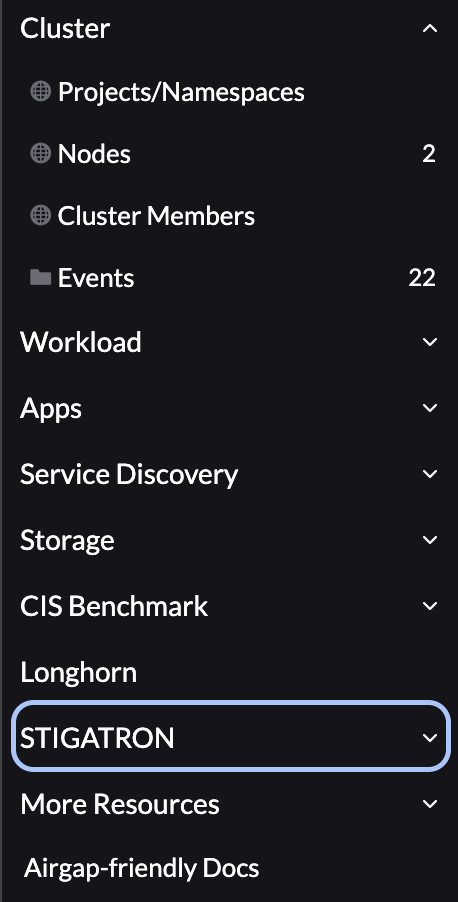 Cluster
Projects/Namespaces
Nodes 2
Cluster Members
Events 22
Workload
Apps
Service Discovery
Storage
CIS Benchmark
Longhorn
STIGATRON
More Resources
Airgap-friendly Docs